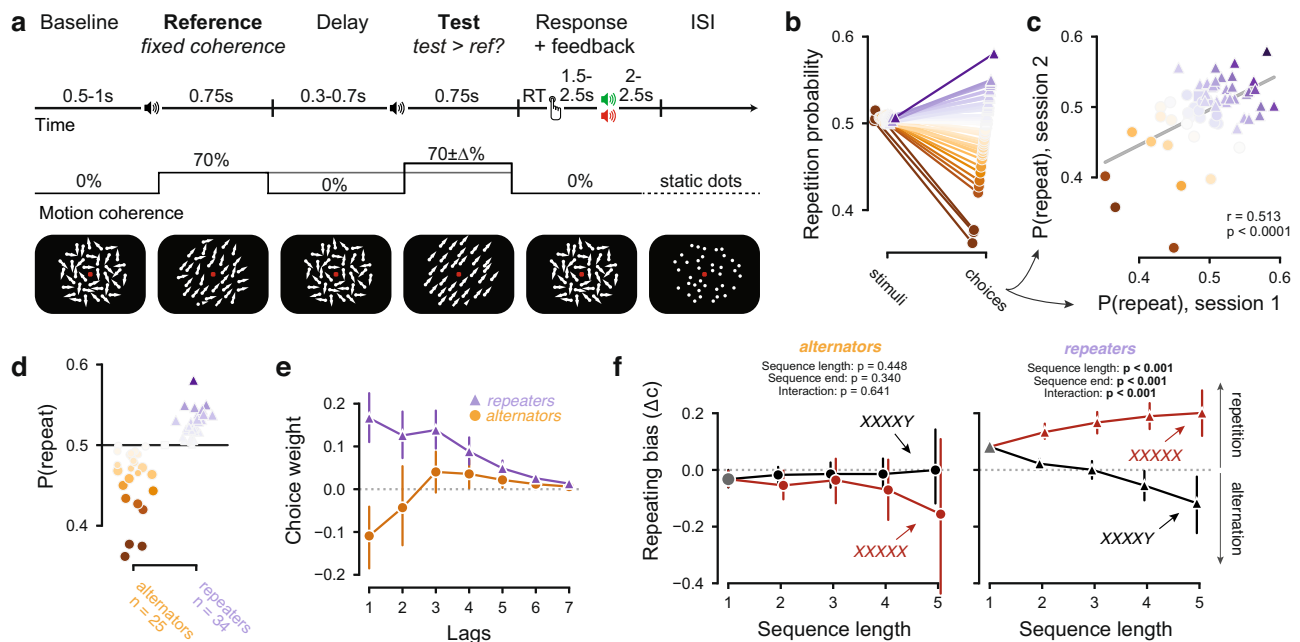 a
Baseline
Reference
fixed coherence
Delay
Test
test > ref?
Response
+ feedback
ISI
0.5-1s
0.75s
0.3-0.7s
0.75s
RT
1.5-
2.5s
2-
2.5s
Time
0%
70%
0%
70±Δ%
0%
static dots
Motion coherence
b
Repetition probability
0.6
0.5
0.4
stimuli
choices
c
P(repeat), session 2
0.6
0.5
0.4
r = 0.513
p < 0.0001
0.4
0.5
0.6
P(repeat), session 1
d
P(repeat)
0.6
0.5
0.4
alternators
n = 25
repeaters
n = 34
e
Choice weight
0.2
0.1
0.0
−0.1
−0.2
repeaters
alternators
1 2 3 4 5 6 7
Lags
f
alternators
Sequence length: p = 0.448
Sequence end: p = 0.340
Interaction: p = 0.641
Repeating bias (Δc)
0.2
0.0
−0.2
−0.4
XXXXY
XXXXX
1 2 3 4 5
Sequence length
repeaters
Sequence length: p < 0.001
Sequence end: p < 0.001
Interaction: p < 0.001
XXXXX
XXXXY
1 2 3 4 5
Sequence length
repetition
alternation